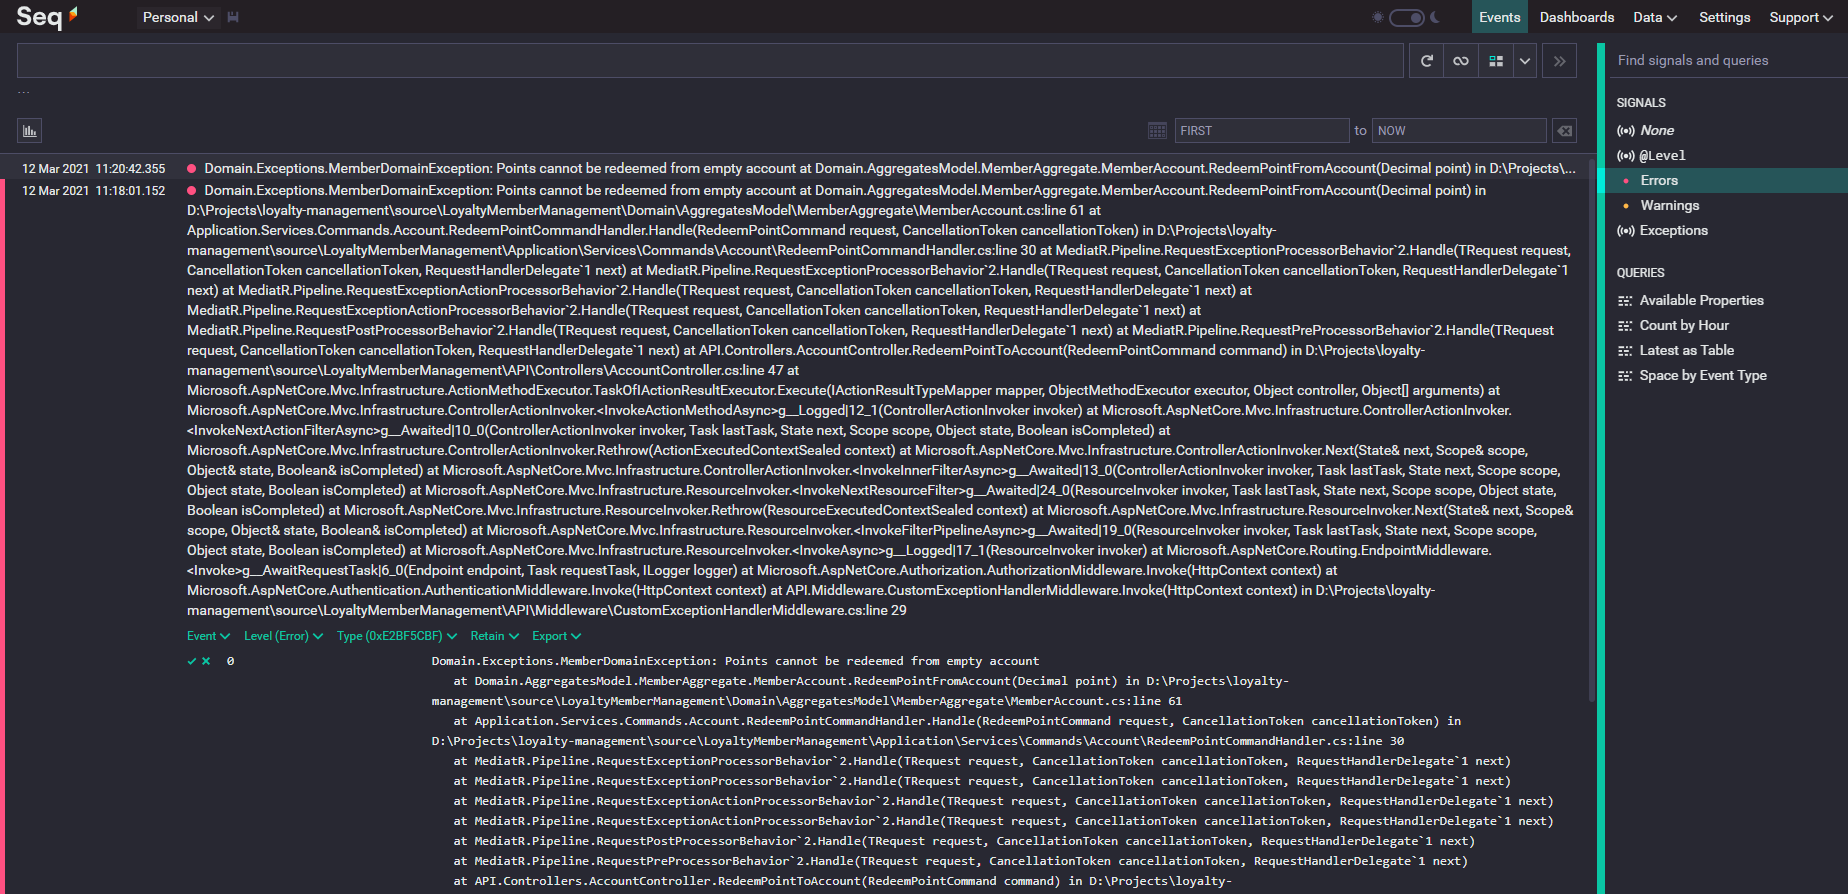 Seq
Personal
Events
Dashboards
Data
Settings
Support
Find signals and queries
...
FIRST
to
NOW
SIGNALS
None
@Level
Errors
Warnings
Exceptions
QUERIES
Available Properties
Count by Hour
Latest as Table
Space by Event Type
12 Mar 2021 11:20:42.355 Domain.Exceptions.MemberDomainException: Points cannot be redeemed from empty account at Domain.AggregatesModel.MemberAggregate.MemberAccount.RedeemPointFromAccount(Decimal point) in D:\Projects\...
12 Mar 2021 11:18:01.152 Domain.Exceptions.MemberDomainException: Points cannot be redeemed from empty account at Domain.AggregatesModel.MemberAggregate.MemberAccount.RedeemPointFromAccount(Decimal point) in
D:\Projects\loyalty-management\source\LoyaltyMemberManagement\Domain\AggregatesModel\MemberAggregate\MemberAccount.cs:line 61 at
Application.Services.Commands.Account.RedeemPointCommandHandler.Handle(RedeemPointCommand request, CancellationToken cancellationToken) in D:\Projects\loyalty-
management\source\LoyaltyMemberManagement\Application\Services\Commands\Account\RedeemPointCommandHandler.cs:line 30 at MediatR.Pipeline.RequestExceptionProcessorBehavior`2.Handle(TRequest request,
CancellationToken cancellationToken, RequestHandlerDelegate`1 next) at MediatR.Pipeline.RequestExceptionProcessorBehavior`2.Handle(TRequest request, CancellationToken cancellationToken, RequestHandlerDelegate`1
next) at MediatR.Pipeline.RequestExceptionActionProcessorBehavior`2.Handle(TRequest request, CancellationToken cancellationToken, RequestHandlerDelegate`1 next) at
MediatR.Pipeline.RequestExceptionActionProcessorBehavior`2.Handle(TRequest request, CancellationToken cancellationToken, RequestHandlerDelegate`1 next) at
MediatR.Pipeline.RequestPostProcessorBehavior`2.Handle(TRequest request, CancellationToken cancellationToken, RequestHandlerDelegate`1 next) at MediatR.Pipeline.RequestPreProcessorBehavior`2.Handle(TRequest
request, CancellationToken cancellationToken, RequestHandlerDelegate`1 next) at API.Controllers.AccountController.RedeemPointToAccount(RedeemPointCommand command) in D:\Projects\loyalty-
management\source\LoyaltyMemberManagement\API\Controllers\AccountController.cs:line 47 at
Microsoft.AspNetCore.Mvc.Infrastructure.ActionMethodExecutor.TaskOfIActionResultExecutor.Execute(IActionResultTypeMapper mapper, ObjectMethodExecutor executor, Object controller, Object[] arguments) at
Microsoft.AspNetCore.Mvc.Infrastructure.ControllerActionInvoker.<InvokeActionMethodAsync>g__Logged|12_1(ControllerActionInvoker invoker) at Microsoft.AspNetCore.Mvc.Infrastructure.ControllerActionInvoker.
<InvokeNextActionFilterAsync>g__Awaited|10_0(ControllerActionInvoker invoker, Task lastTask, State next, Scope scope, Object state, Boolean isCompleted) at
Microsoft.AspNetCore.Mvc.Infrastructure.ControllerActionInvoker.Rethrow(ActionExecutedContextSealed context) at Microsoft.AspNetCore.Mvc.Infrastructure.ControllerActionInvoker.Next(State& next, Scope& scope,
Object& state, Boolean& isCompleted) at Microsoft.AspNetCore.Mvc.Infrastructure.ControllerActionInvoker.<InvokeInnerFilterAsync>g__Awaited|13_0(ControllerActionInvoker invoker, Task lastTask, State next, Scope scope,
Object state, Boolean isCompleted) at Microsoft.AspNetCore.Mvc.Infrastructure.ResourceInvoker.<InvokeNextResourceFilter>g__Awaited|24_0(ResourceInvoker invoker, Task lastTask, State next, Scope scope, Object state,
Boolean isCompleted) at Microsoft.AspNetCore.Mvc.Infrastructure.ResourceInvoker.Rethrow(ResourceExecutedContextSealed context) at Microsoft.AspNetCore.Mvc.Infrastructure.ResourceInvoker.Next(State& next, Scope&
scope, Object& state, Boolean& isCompleted) at Microsoft.AspNetCore.Mvc.Infrastructure.ResourceInvoker.<InvokeFilterPipelineAsync>g__Awaited|19_0(ResourceInvoker invoker, Task lastTask, State next, Scope scope,
Object state, Boolean isCompleted) at Microsoft.AspNetCore.Mvc.Infrastructure.ResourceInvoker.<InvokeAsync>g__Logged|17_1(ResourceInvoker invoker) at Microsoft.AspNetCore.Routing.EndpointMiddleware.
<Invoke>g__AwaitRequestTask|6_0(Endpoint endpoint, Task requestTask, ILogger logger) at Microsoft.AspNetCore.Authorization.AuthorizationMiddleware.Invoke(HttpContext context) at
Microsoft.AspNetCore.Authentication.AuthenticationMiddleware.Invoke(HttpContext context) at API.Middleware.CustomExceptionHandlerMiddleware.Invoke(HttpContext context) in D:\Projects\loyalty-
management\source\LoyaltyMemberManagement\API\Middleware\CustomExceptionHandlerMiddleware.cs:line 29
Event Level (Error) Type (0xE2BF5CBF) Retain Export
0 Domain.Exceptions.MemberDomainException: Points cannot be redeemed from empty account
at Domain.AggregatesModel.MemberAggregate.MemberAccount.RedeemPointFromAccount(Decimal point) in D:\Projects\loyalty-
management\source\LoyaltyMemberManagement\Domain\AggregatesModel\MemberAggregate\MemberAccount.cs:line 61
at Application.Services.Commands.Account.RedeemPointCommandHandler.Handle(RedeemPointCommand request, CancellationToken cancellationToken) in
D:\Projects\loyalty-management\source\LoyaltyMemberManagement\Application\Services\Commands\Account\RedeemPointCommandHandler.cs:line 30
at MediatR.Pipeline.RequestExceptionProcessorBehavior`2.Handle(TRequest request, CancellationToken cancellationToken, RequestHandlerDelegate`1 next)
at MediatR.Pipeline.RequestExceptionProcessorBehavior`2.Handle(TRequest request, CancellationToken cancellationToken, RequestHandlerDelegate`1 next)
at MediatR.Pipeline.RequestExceptionActionProcessorBehavior`2.Handle(TRequest request, CancellationToken cancellationToken, RequestHandlerDelegate`1 next)
at MediatR.Pipeline.RequestExceptionActionProcessorBehavior`2.Handle(TRequest request, CancellationToken cancellationToken, RequestHandlerDelegate`1 next)
at MediatR.Pipeline.RequestPostProcessorBehavior`2.Handle(TRequest request, CancellationToken cancellationToken, RequestHandlerDelegate`1 next)
at MediatR.Pipeline.RequestPreProcessorBehavior`2.Handle(TRequest request, CancellationToken cancellationToken, RequestHandlerDelegate`1 next)
at API.Controllers.AccountController.RedeemPointToAccount(RedeemPointCommand command) in D:\Projects\loyalty-